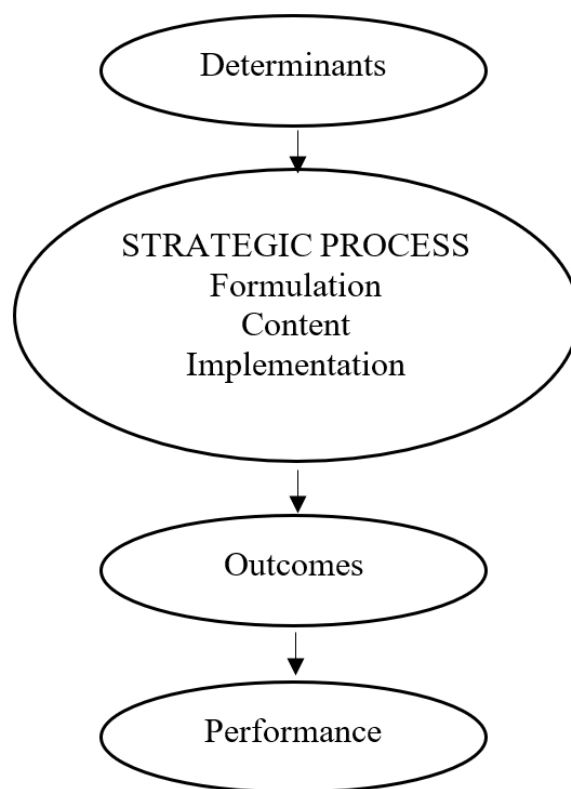 Determinants
STRATEGIC PROCESS
Formulation
Content
Implementation
Outcomes
Performance